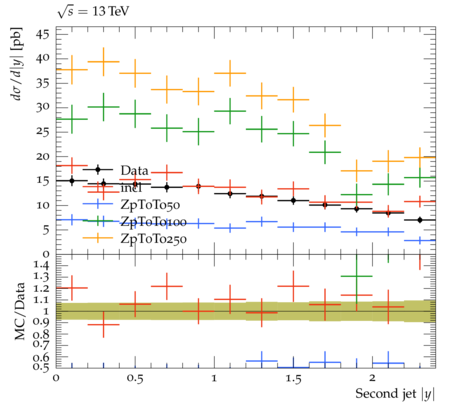 √s = 13 TeV
dσ/d|y| [pb]
45
40
35
30
25
20
15
10
5
0
Data
incl
ZpToTo50
ZpToTo100
ZpToTo250
MC/Data
1.4
1.3
1.2
1.1
1
0.9
0.8
0.7
0.6
0.5
0 0.5 1 1.5 2
Second jet |y|